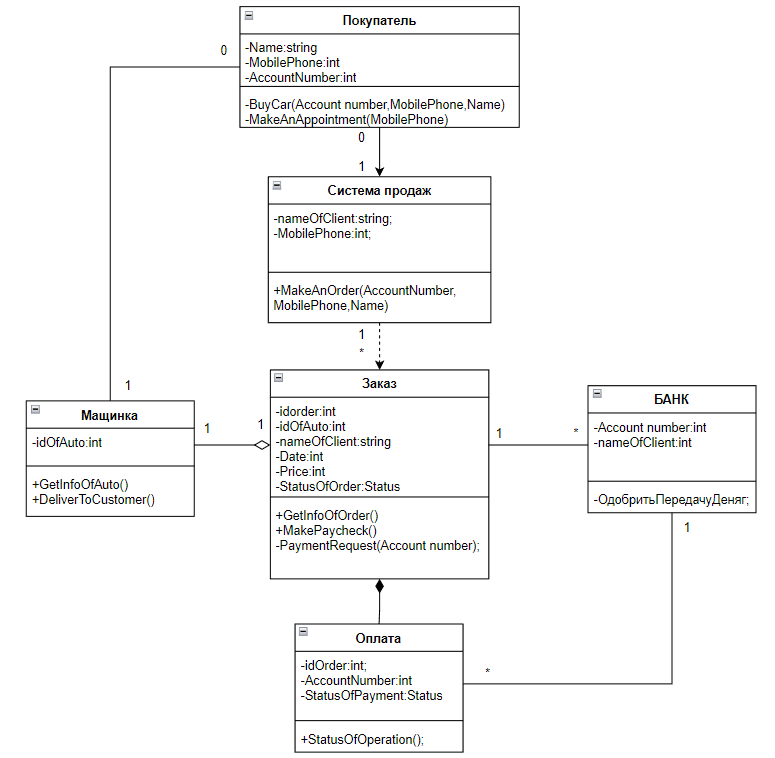 Покупатель
-Name:string
-MobilePhone:int
-AccountNumber:int
-BuyCar(Account number,MobilePhone,Name)
-MakeAnAppointment(MobilePhone)
0
0
1
Система продаж
-nameOfClient:string;
-MobilePhone:int;
+MakeAnOrder(AccountNumber,
MobilePhone,Name)
1
*
1
Мащинка
-idOfAuto:int
+GetInfoOfAuto()
+DeliverToCustomer()
1
1
Заказ
-idorder:int
-idOfAuto:int
-nameOfClient:string
-Date:int
-Price:int
-StatusOfOrder:Status
+GetInfoOfOrder()
+MakePaycheck()
-PaymentRequest(Account number);
1
*
БАНК
-Account number:int
-nameOfClient:int
-ОдобритьПередачуДеняг;
1
*
Оплата
-idOrder:int;
-AccountNumber:int
-StatusOfPayment:Status
+StatusOfOperation();